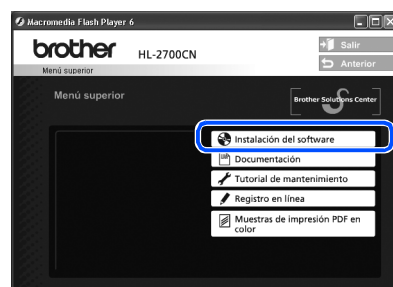 Macromedia Flash Player 6
brother
HL-2700CN
Salir
Anterior
Menú superior
Menú superior
Brother Solutions Center
Instalación del software
Documentación
Tutorial de mantenimiento
Registro en línea
Muestras de impresión PDF en
color